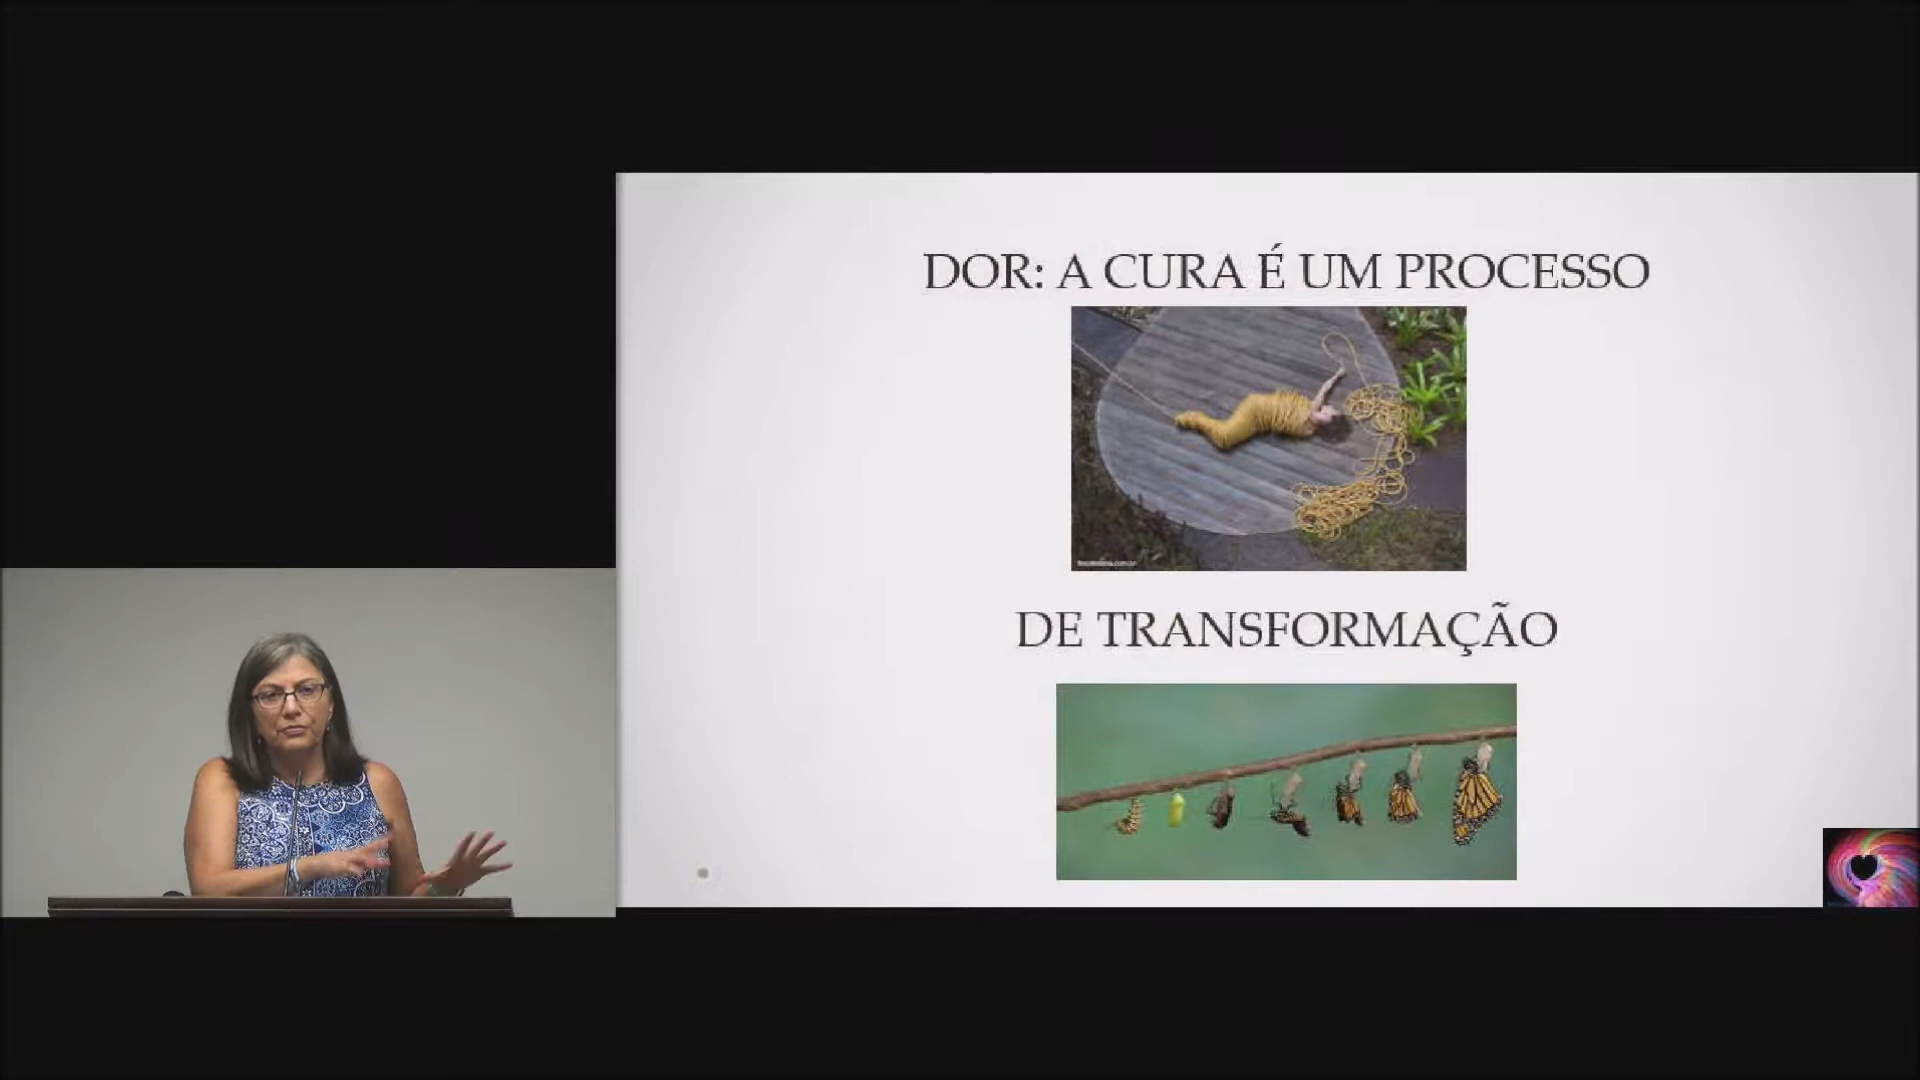 DOR: A CURA É UM PROCESSO
DE TRANSFORMAÇÃO